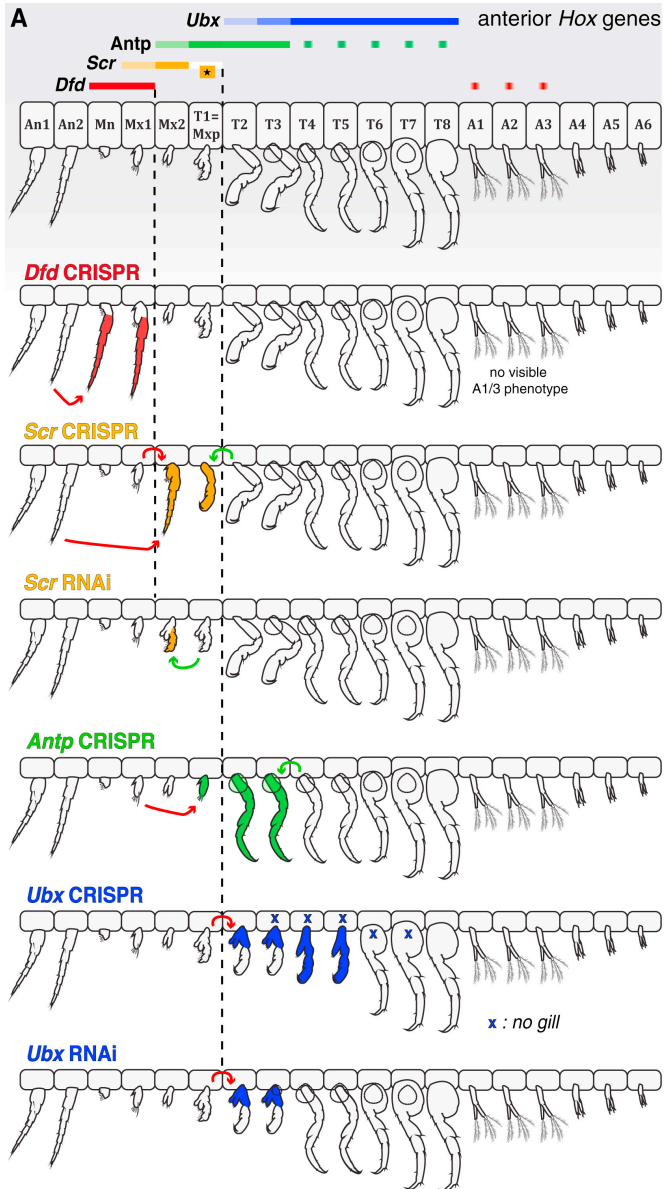 A
Ubx
anterior Hox genes
Antp
Scr
★
Dfd
An1 An2 Mn Mx1 Mx2 T1= Mxp T2 T3 T4 T5 T6 T7 T8 A1 A2 A3 A4 A5 A6
Dfd CRISPR
no visible
A1/3 phenotype
Scr CRISPR
Scr RNAi
Antp CRISPR
Ubx CRISPR
x x x
x x
x : no gill
Ubx RNAi